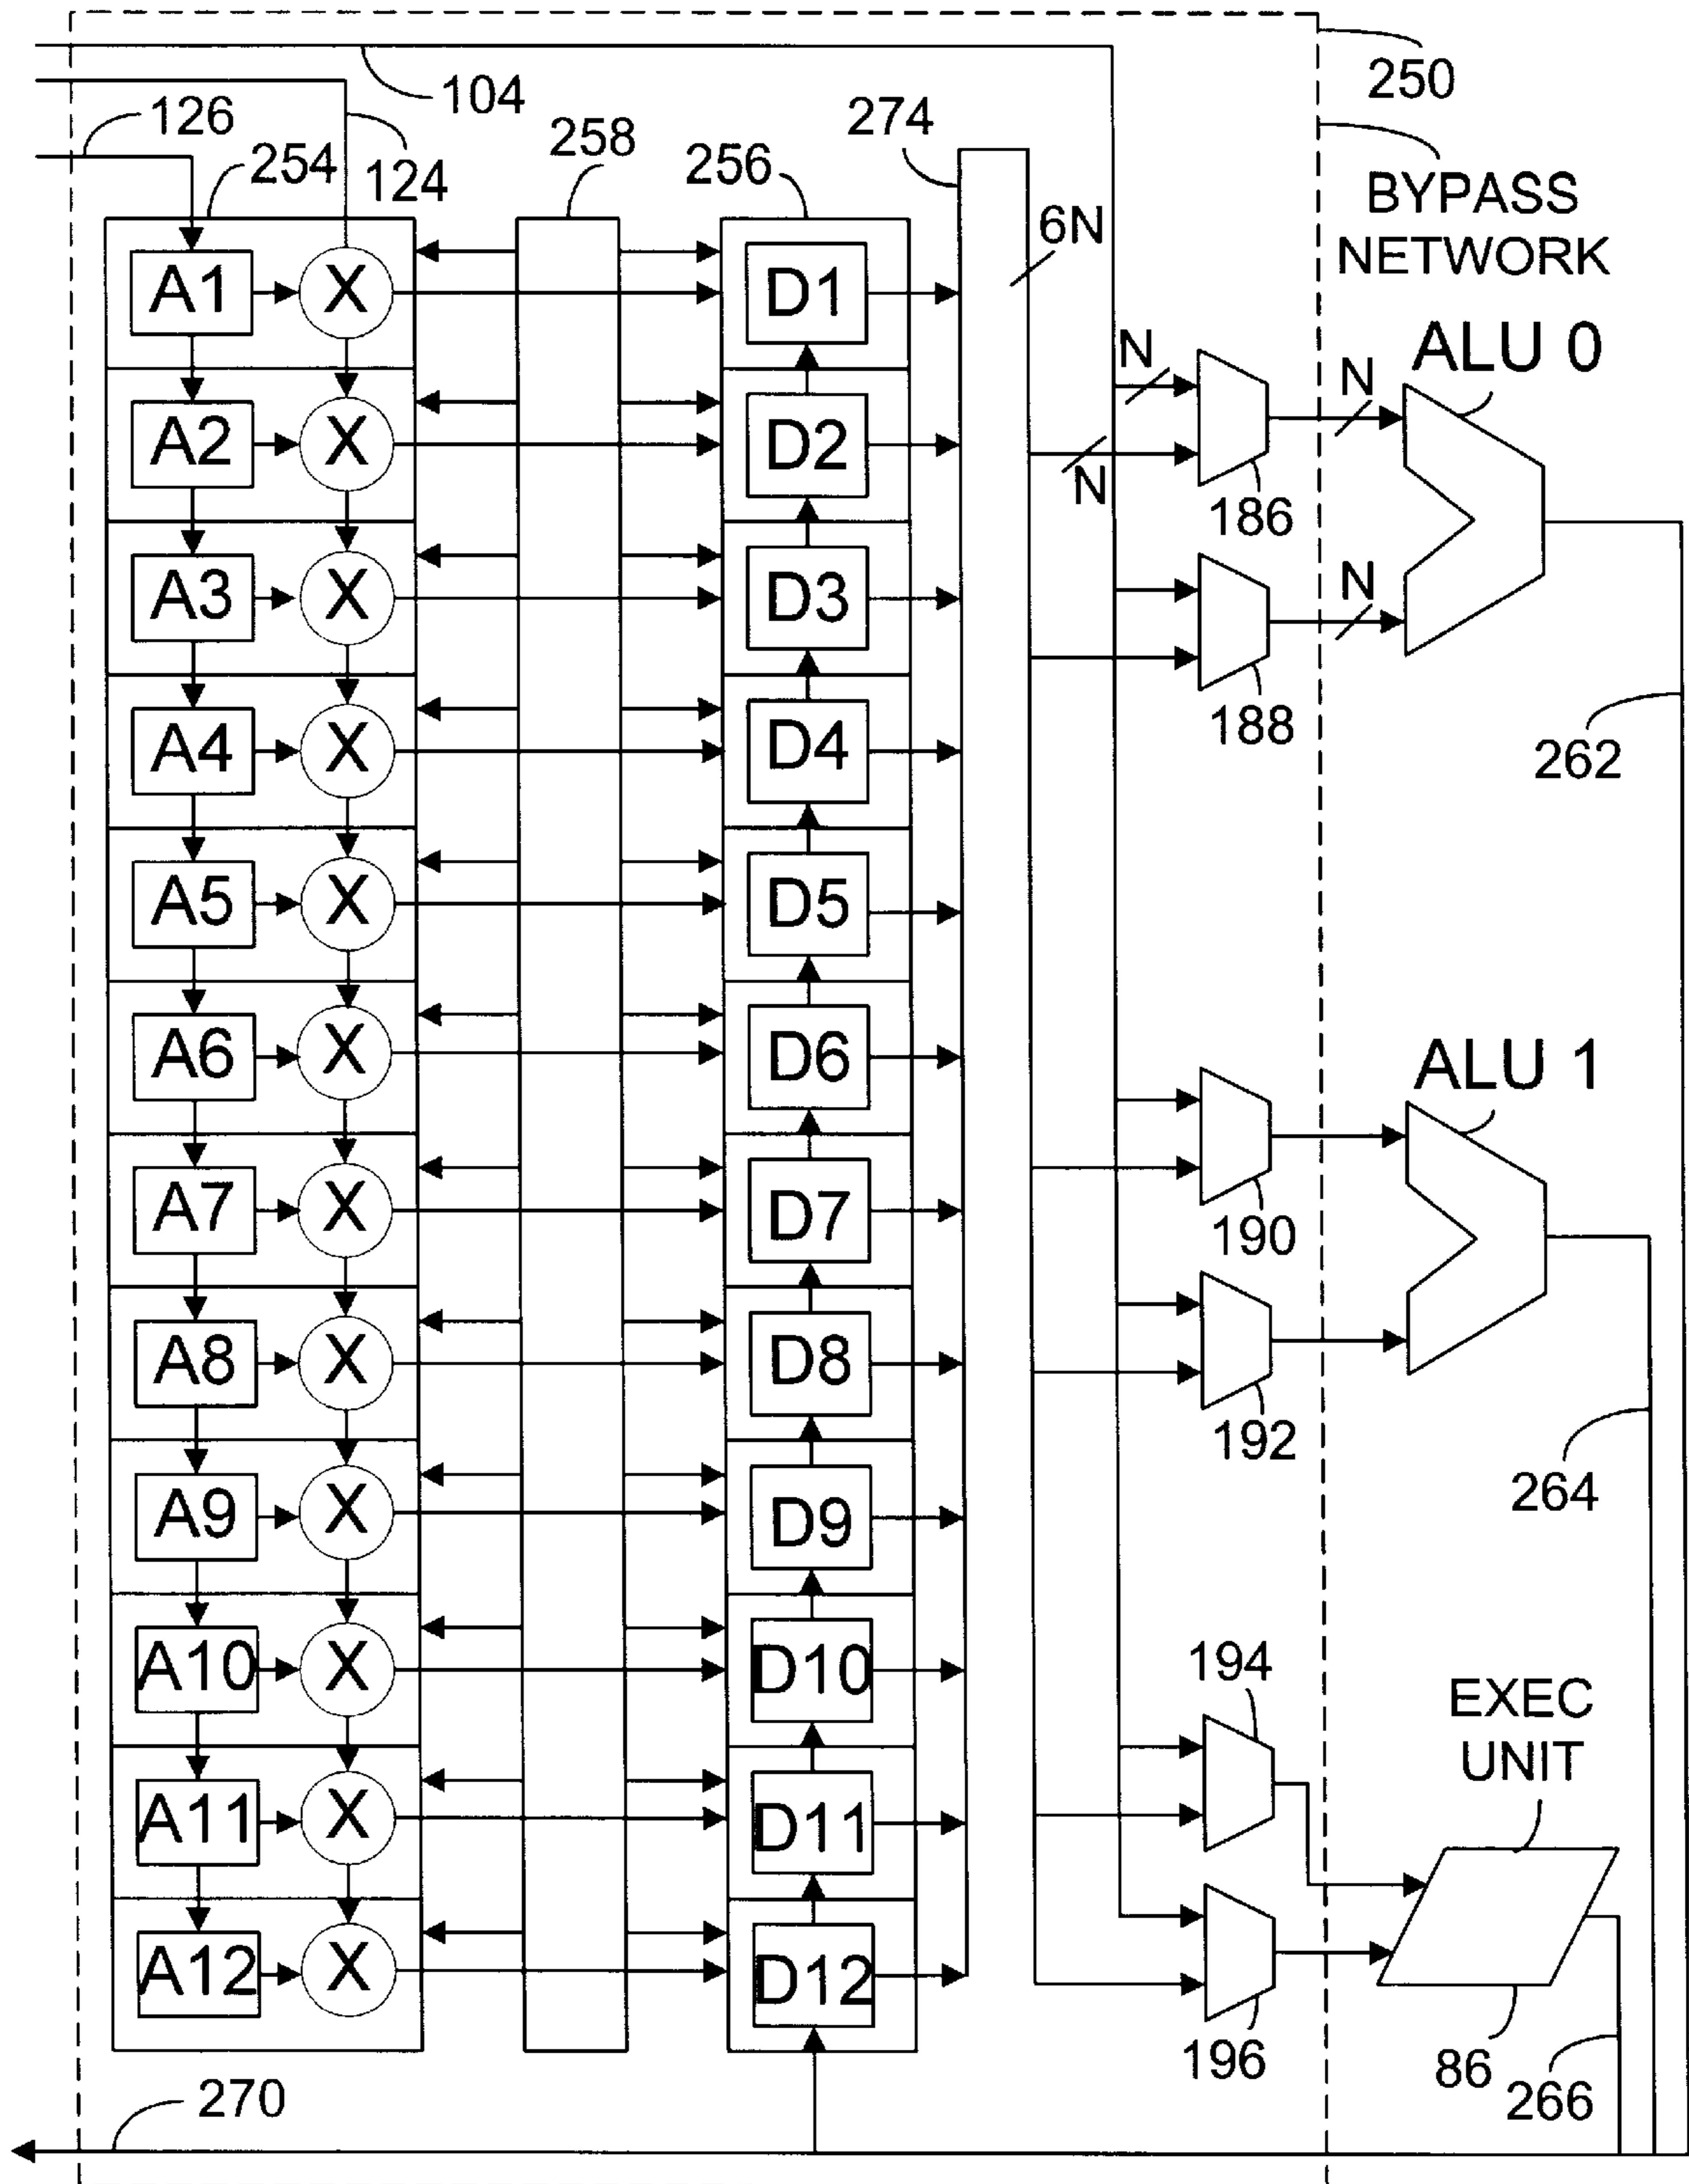 250
104
126
274
254
258
256
124
BYPASS
NETWORK
6N
A1 X D1
N
N
ALU 0
A2 X D2
N
186
A3 X D3
N
188
A4 X D4
262
A5 X D5
A6 X D6
ALU 1
A7 X D7
190
A8 X D8
192
264
A9 X D9
A10 X D10
194
EXEC
UNIT
A11 X D11
A12 X D12
196
86
266
270